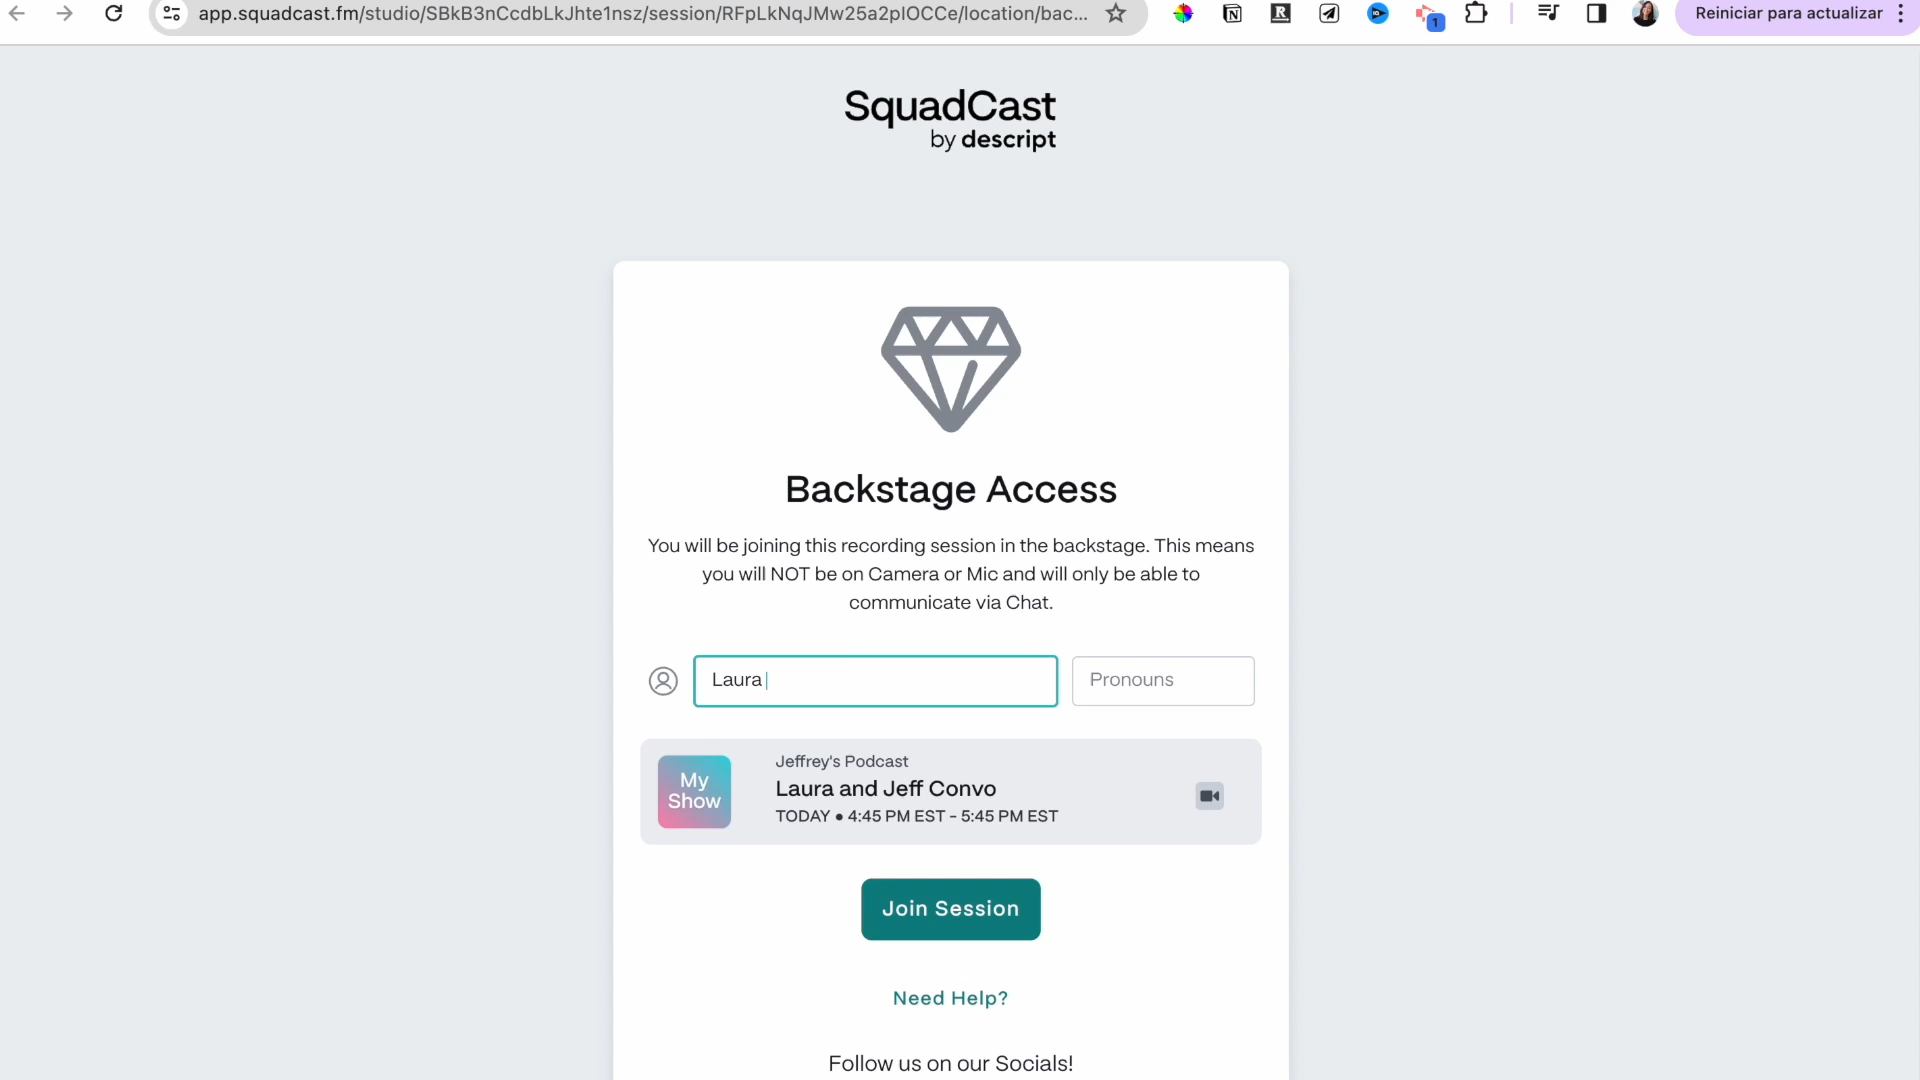 app.squadcast.fm/studio/SBkB3nCcdbLkJhte1nsz/session/RFpLkNqJMw25a2plOCCe/location/bac...
1
Reiniciar para actualizar
SquadCast
by descript
Backstage Access
You will be joining this recording session in the backstage. This means
you will NOT be on Camera or Mic and will only be able to
communicate via Chat.
Laura
Pronouns
My
Show
Jeffrey's Podcast
Laura and Jeff Convo
TODAY • 4:45 PM EST - 5:45 PM EST
Join Session
Need Help?
Follow us on our Socials!